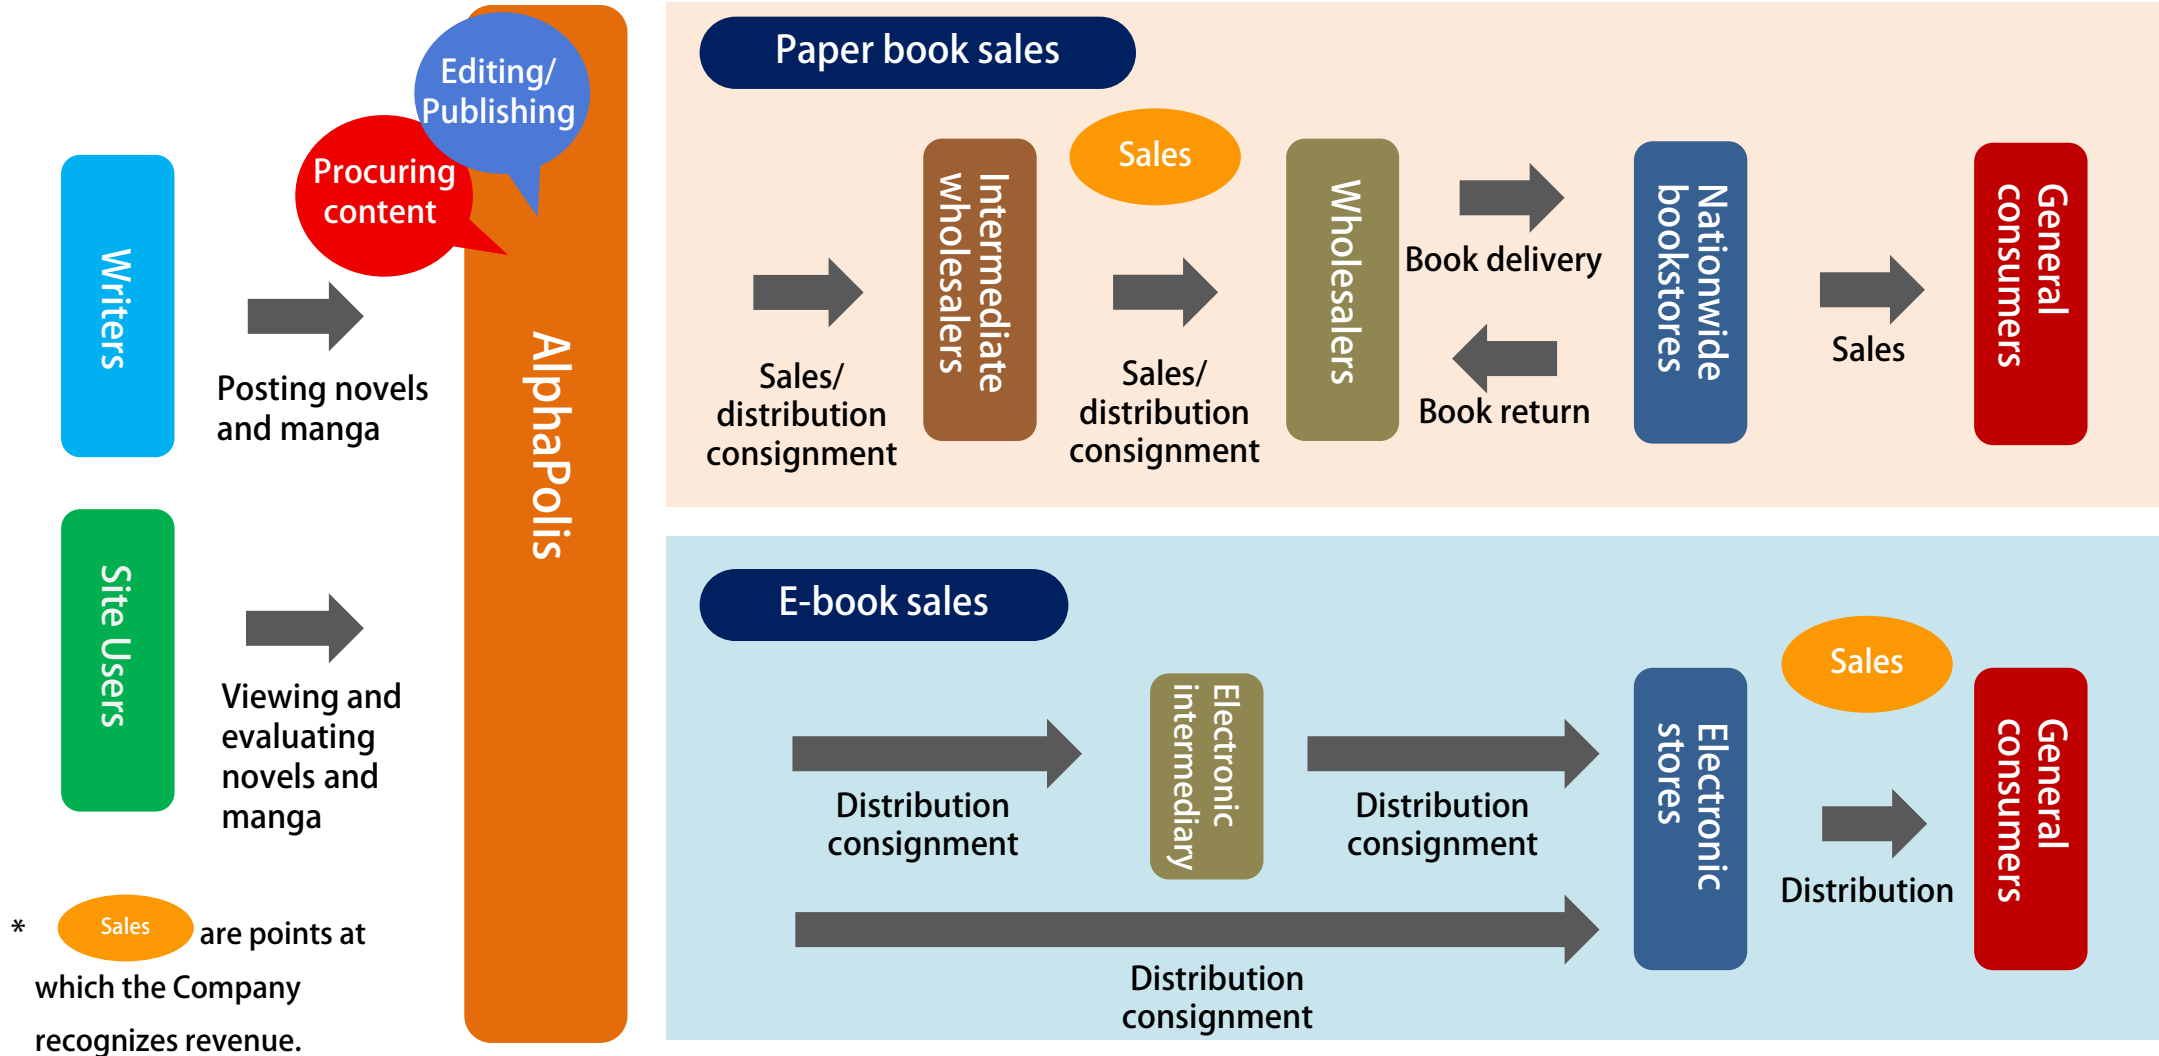 Writers
Posting novels
and manga
Site Users
Viewing and
evaluating
novels and
manga
* Sales are points at
which the Company
recognizes revenue.
Procuring
content
Editing/
Publishing
AlphaPolis
Paper book sales
Sales/
distribution
consignment
Intermediate
wholesalers
Sales
Sales/
distribution
consignment
Wholesalers
Book delivery
Book return
Nationwide
bookstores
Sales
General
consumers
E-book sales
Distribution
consignment
Electronic
intermediary
Distribution
consignment
Distribution
consignment
Electronic
stores
Sales
Distribution
General
consumers